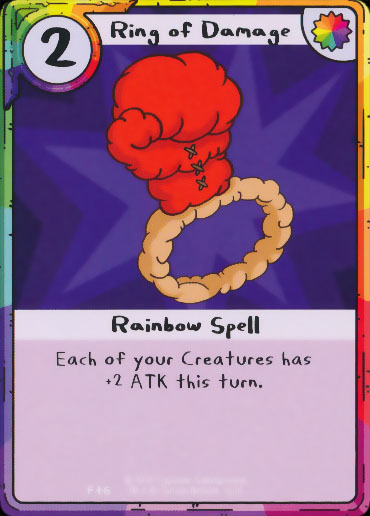 2
Ring of Damage
Rainbow Spell
Each of your Creatures has
+2 ATK this turn.